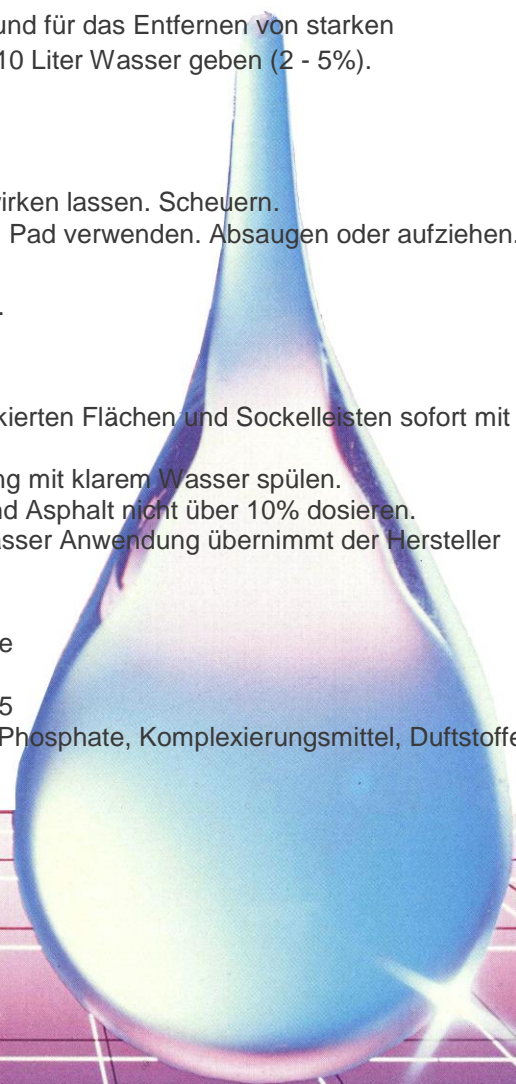 und für das Entfernen von starken
10 Liter Wasser geben (2 - 5%).
irken lassen. Scheuern.
Pad verwenden. Absaugen oder aufziehen.
.
kierten Flächen und Sockelleisten sofort mit
ng mit klarem Wasser spülen.
nd Asphalt nicht über 10% dosieren.
asser Anwendung übernimmt der Hersteller
e
5
Phosphate, Komplexierungsmittel, Duftstoffe